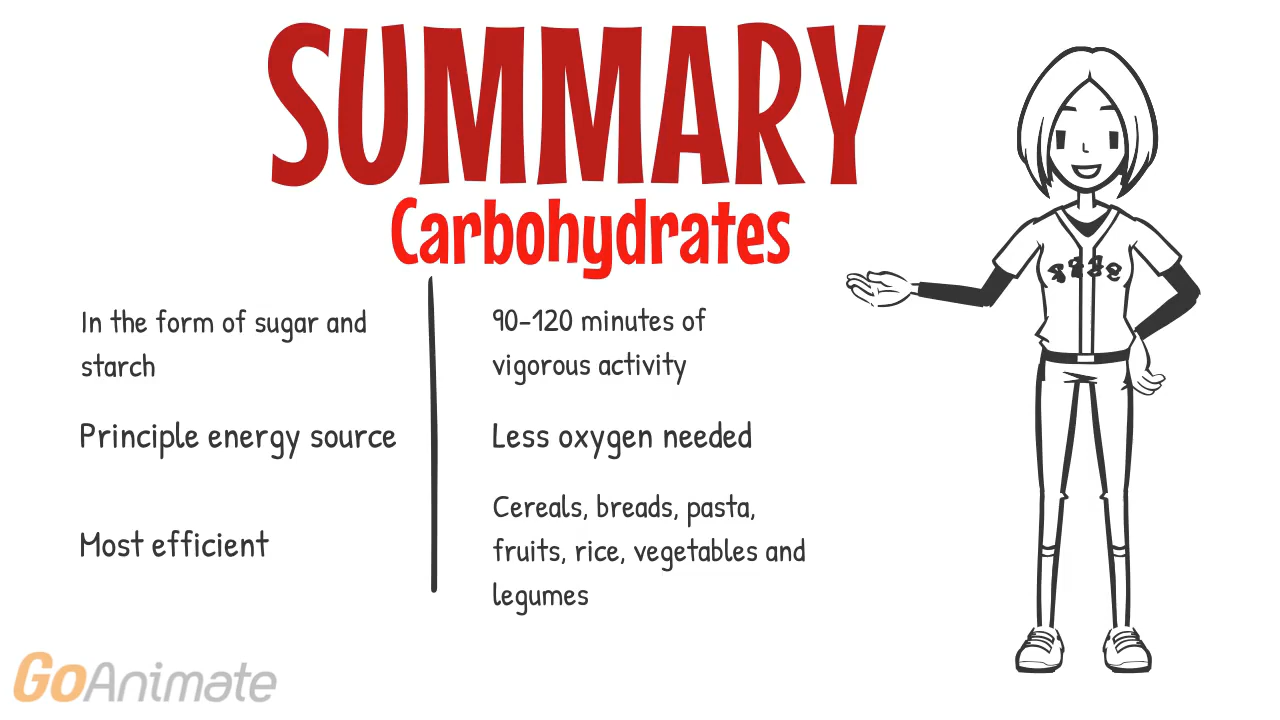 SUMMARY
Carbohydrates
In the form of sugar and
starch
Principle energy source
Most efficient
90-120 minutes of
vigorous activity
Less oxygen needed
Cereals, breads, pasta,
fruits, rice, vegetables and
legumes
GoAnimate